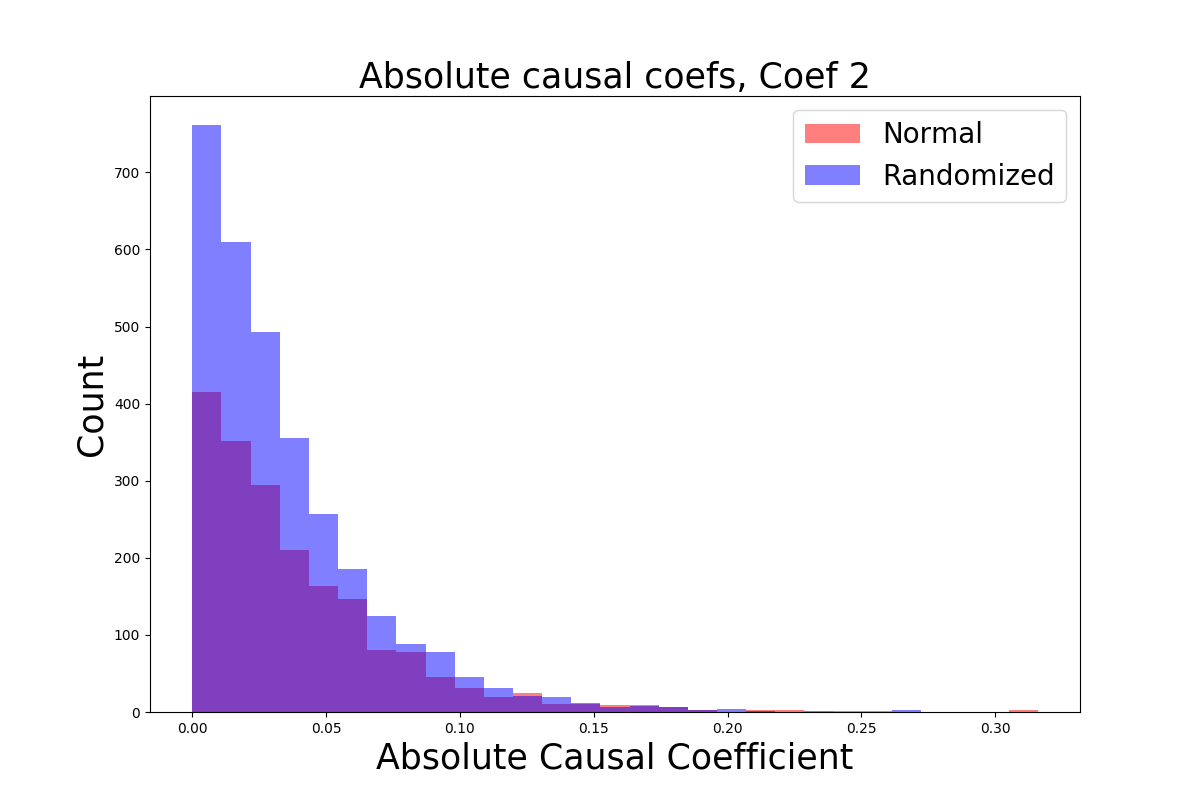 Absolute causal coefs, Coef 2
Normal
Randomized
Count
700
600
500
400
300
200
100
0
0.00 0.05 0.10 0.15 0.20 0.25 0.30
Absolute Causal Coefficient